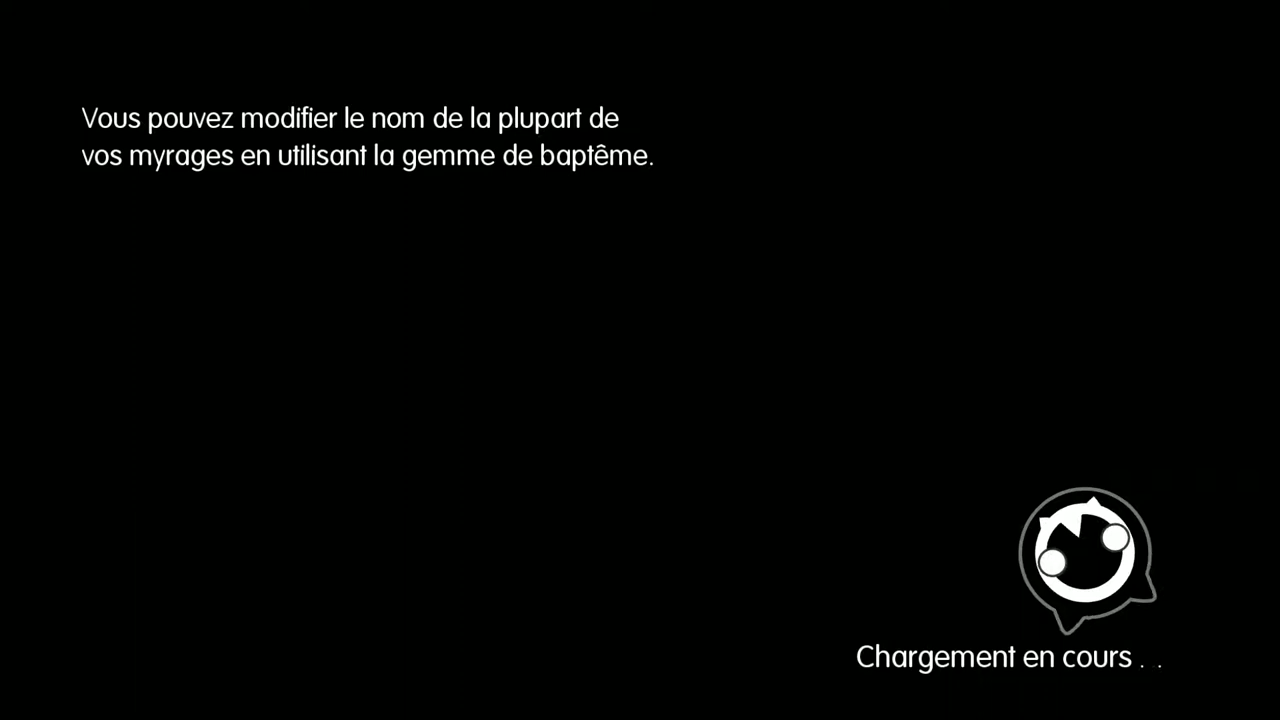 Vous pouvez modifier le nom de la plupart de
vos myrages en utilisant la gemme de baptême.
Chargement en cours . .